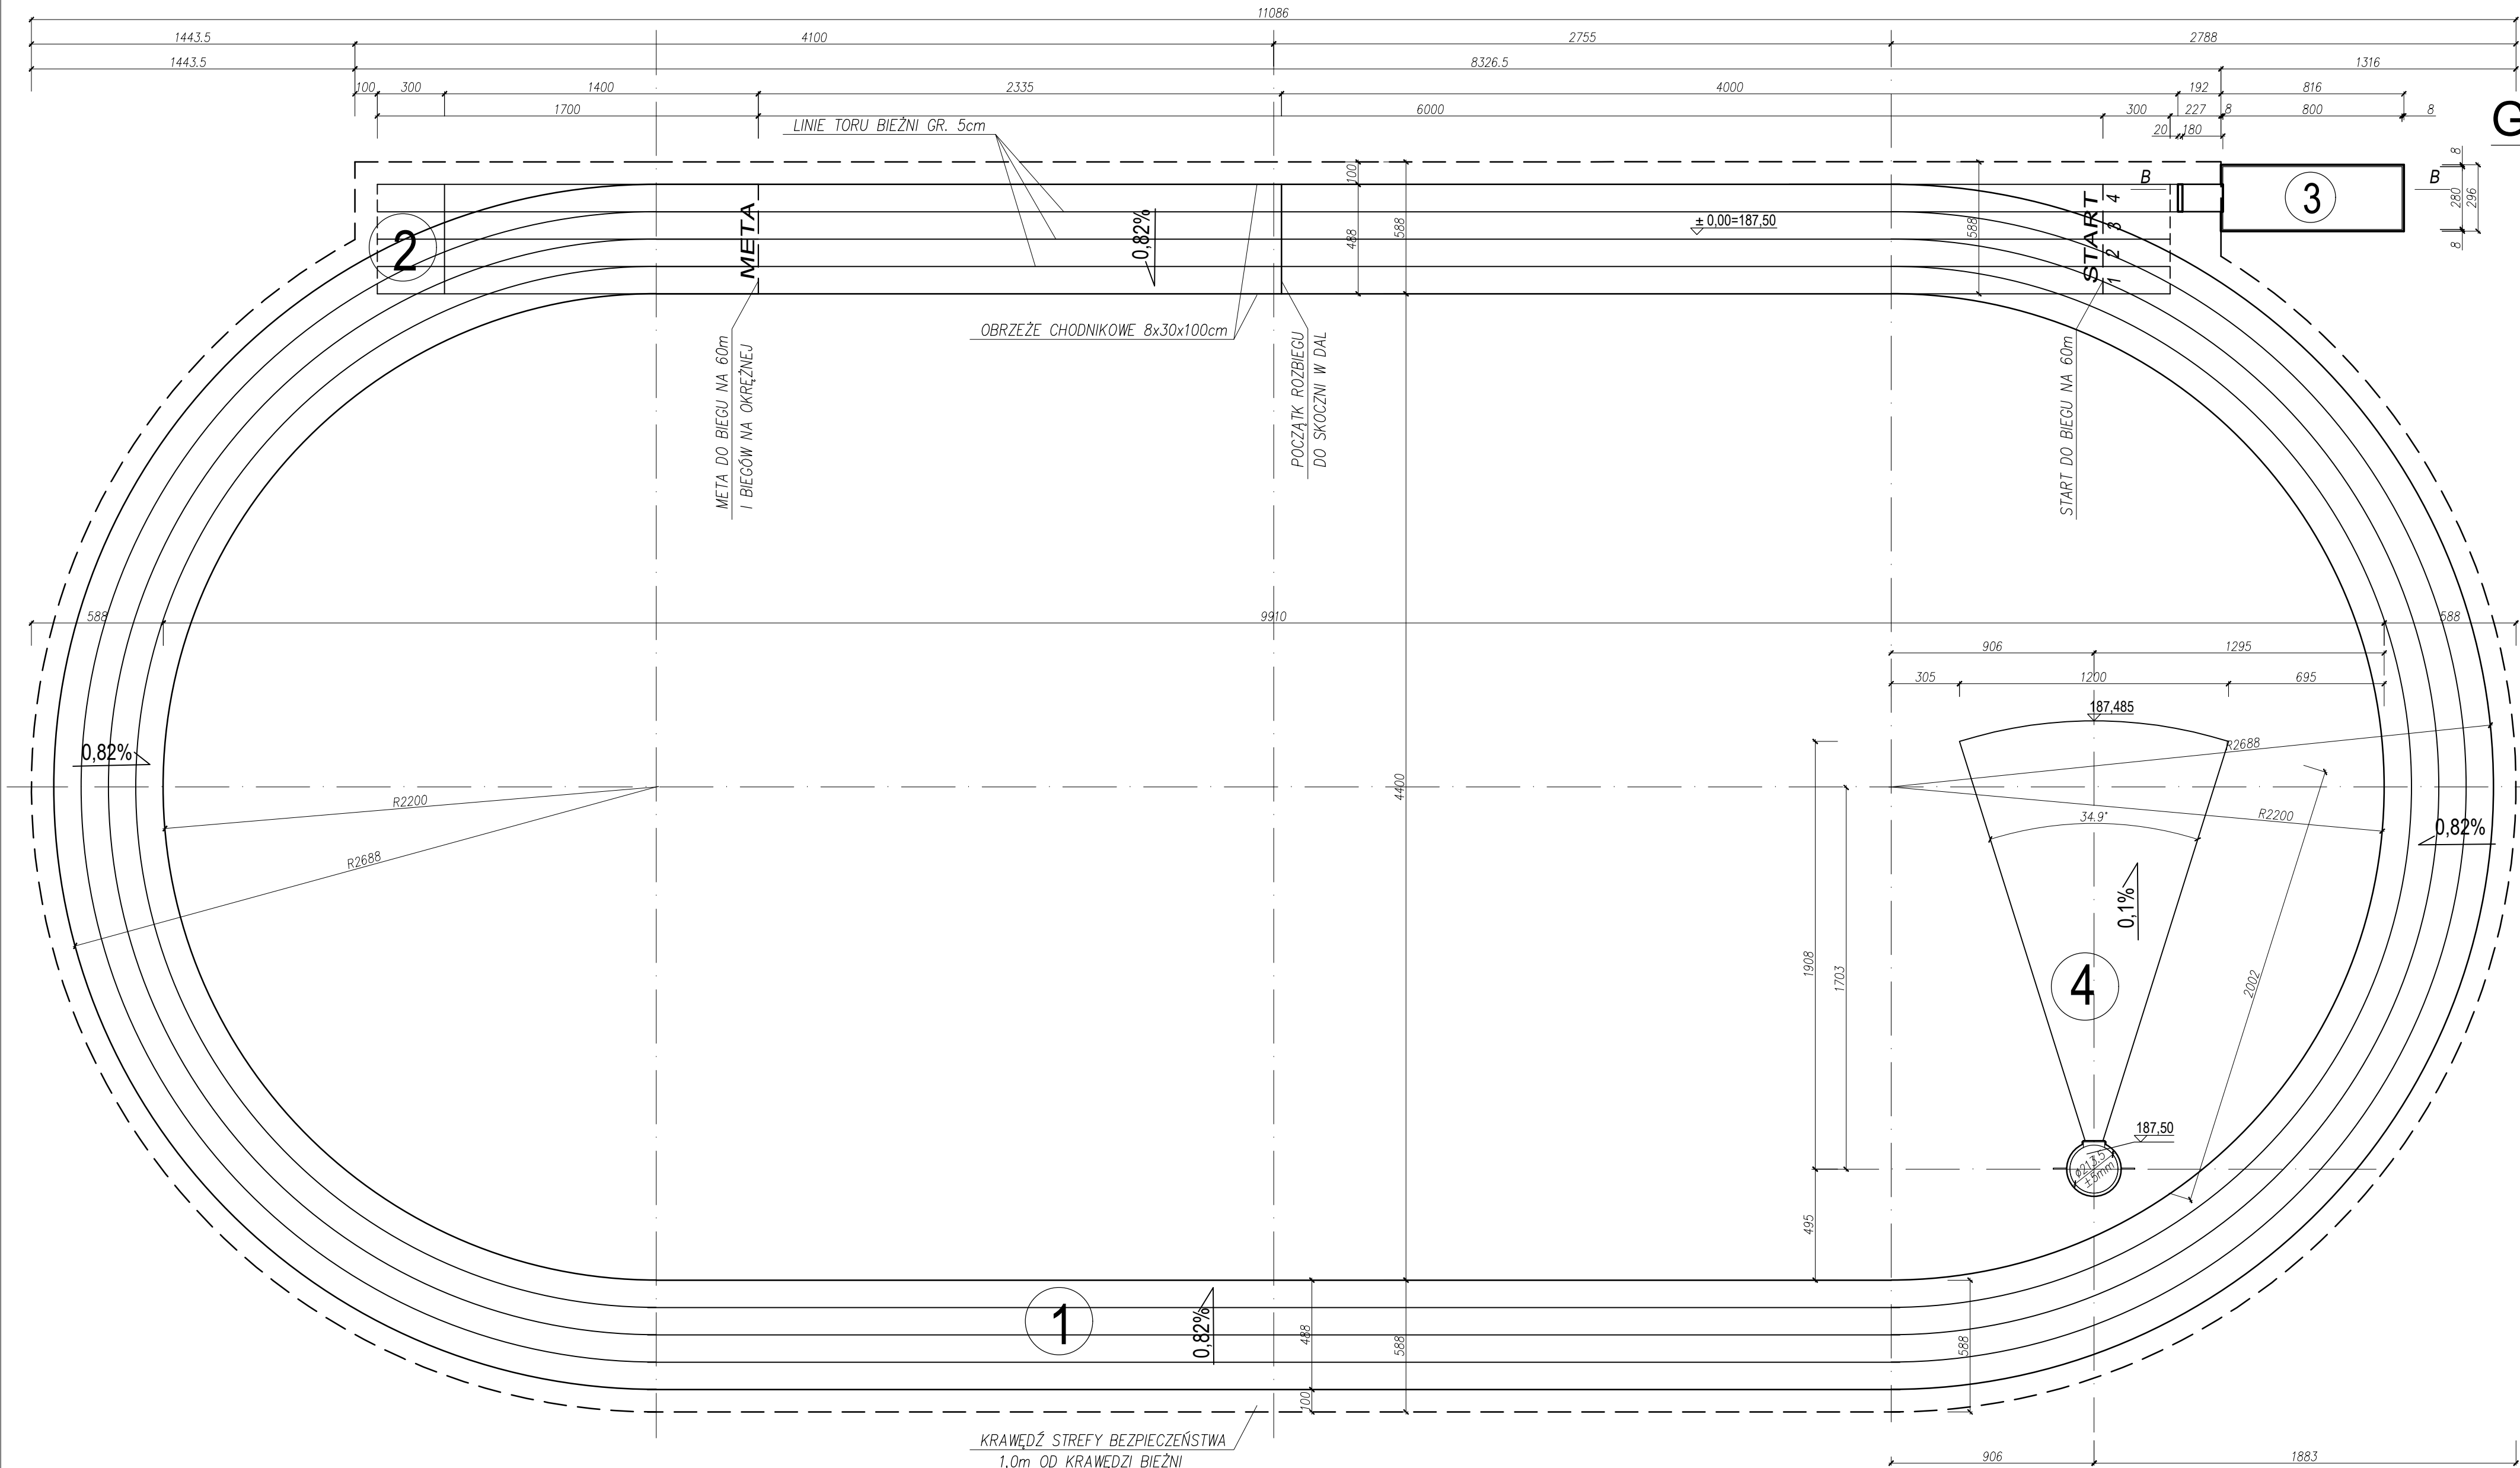 11086
1443.5 4100 2755 2788
1443.5 8326.5 1316
100 300 1400 2335 4000 192 816
1700 6000 300 227 8 800 8
20 180
G
LINIE TORU BIEŻNI GR. 5cm
100
488
588
588
META
0,82%
± 0,00=187,50
START
1 2 3 4
B B
8
280
296
8
2
3
OBRZEŻE CHODNIKOWE 8x30x100cm
META DO BIEGU NA 60m
I BIEGÓW NA OKRĘŻNEJ
POCZĄTK ROZBIEGU
DO SKOCZNI W DAL
START DO BIEGU NA 60m
588 9910 588
906 1295
305 1200 695
187,485
0,82%
R2200
R2688
4400
R2688
R2200
34.9°
0,82%
0,1%
1908
1703
2002
4
187,50
ø213,5
±5mm
495
1
0,82%
488
100
588
588
KRAWĘDŹ STREFY BEZPIECZEŃSTWA
1,0m OD KRAWĘDZI BIEŻNI
906 1883